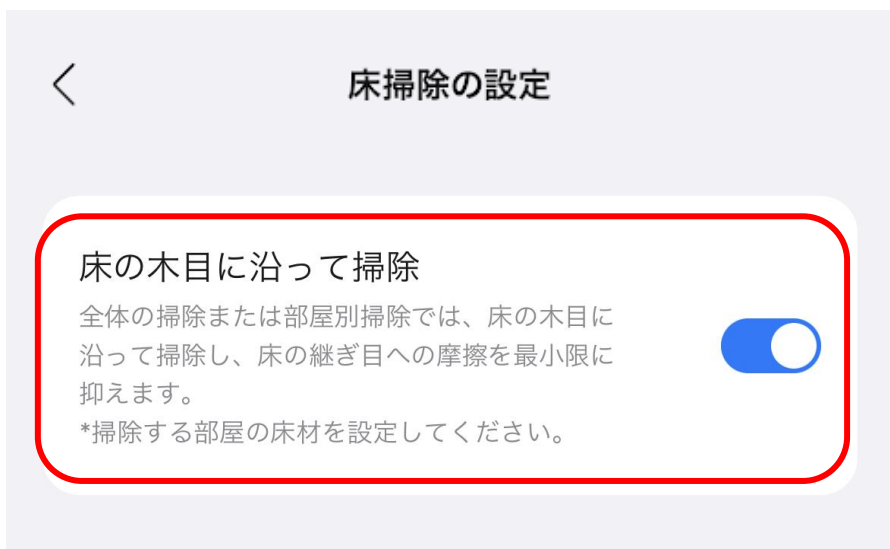 床掃除の設定
床の木目に沿って掃除
全体の掃除または部屋別掃除では、床の木目に
沿って掃除し、床の継ぎ目への摩擦を最小限に
抑えます。
*掃除する部屋の床材を設定してください。